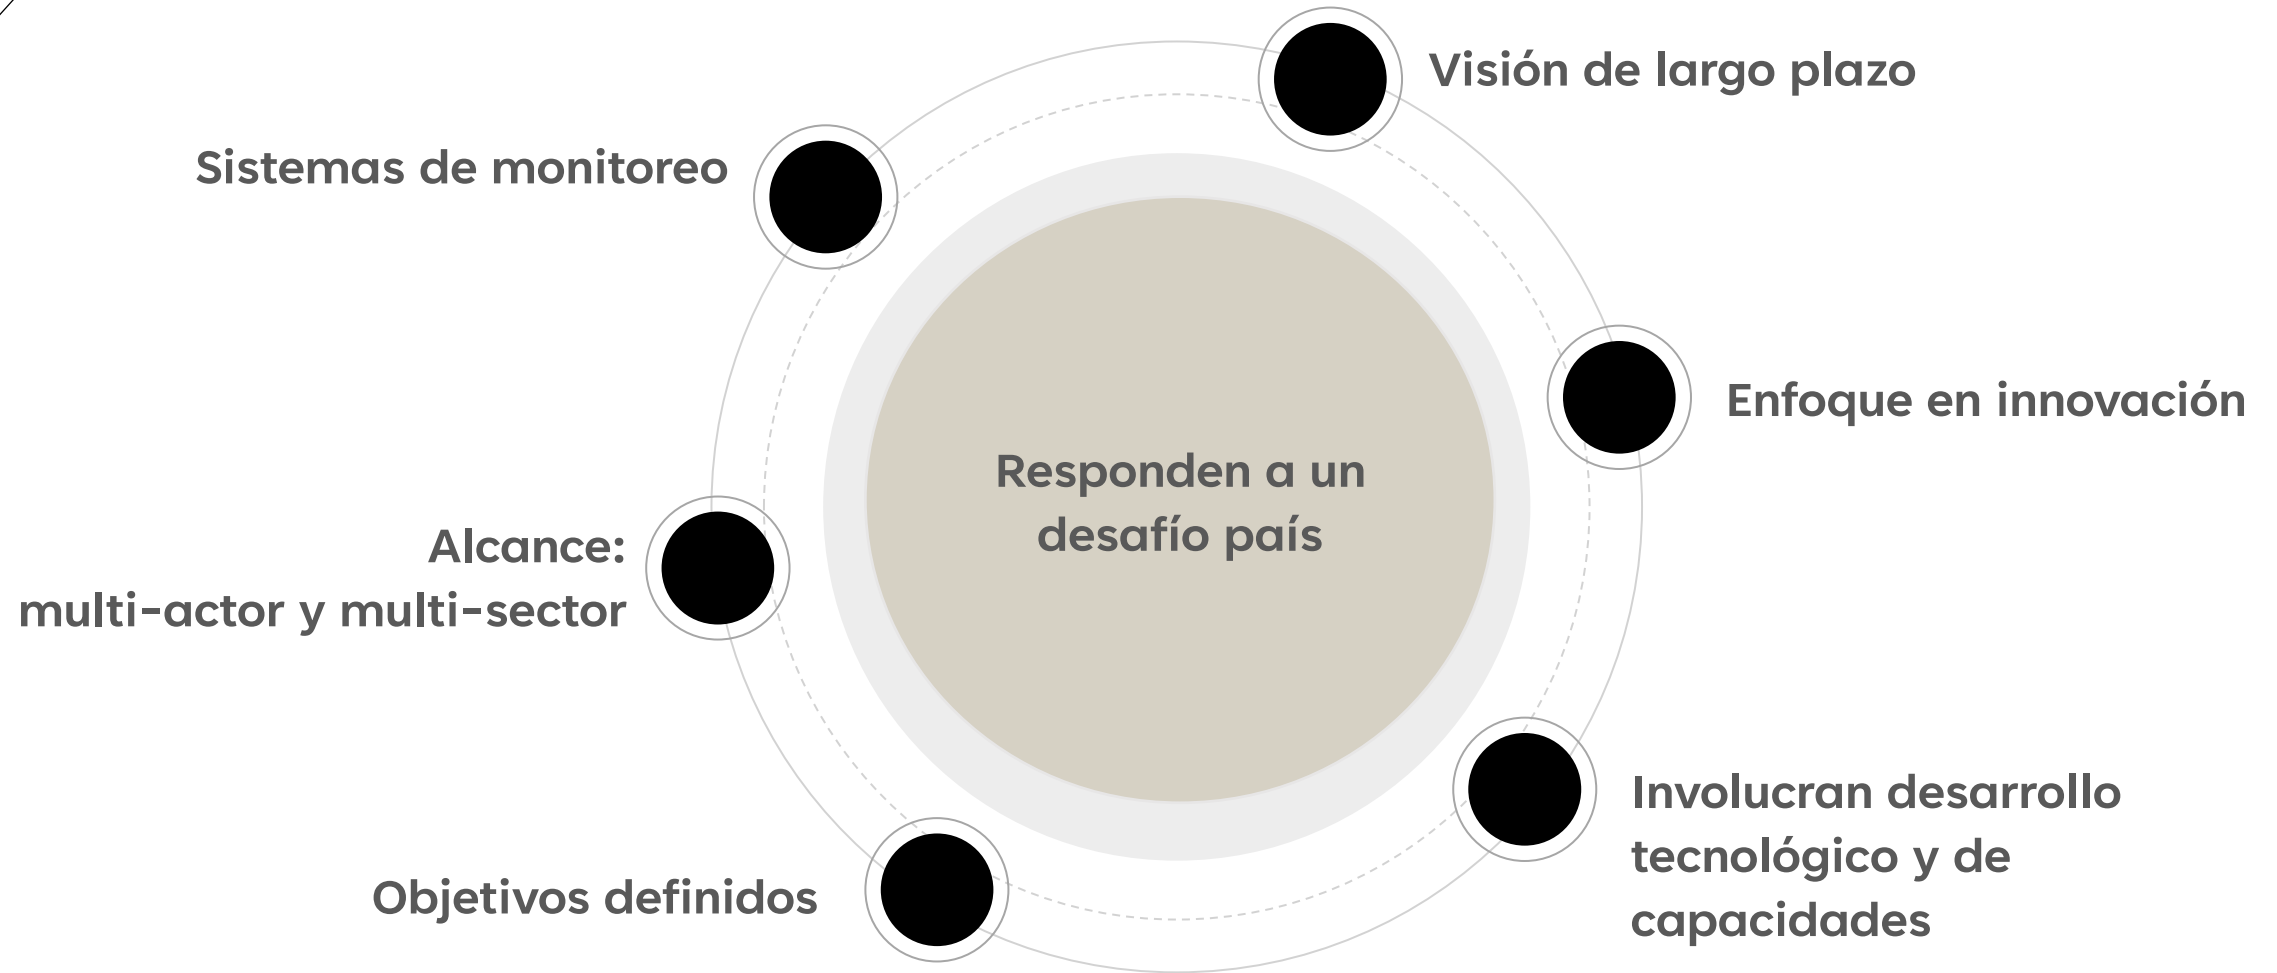 Visión de largo plazo
Sistemas de monitoreo
Enfoque en innovación
Responden a un
desafío país
Alcance:
multi-actor y multi-sector
Involucran desarrollo
tecnológico y de
capacidades
Objetivos definidos